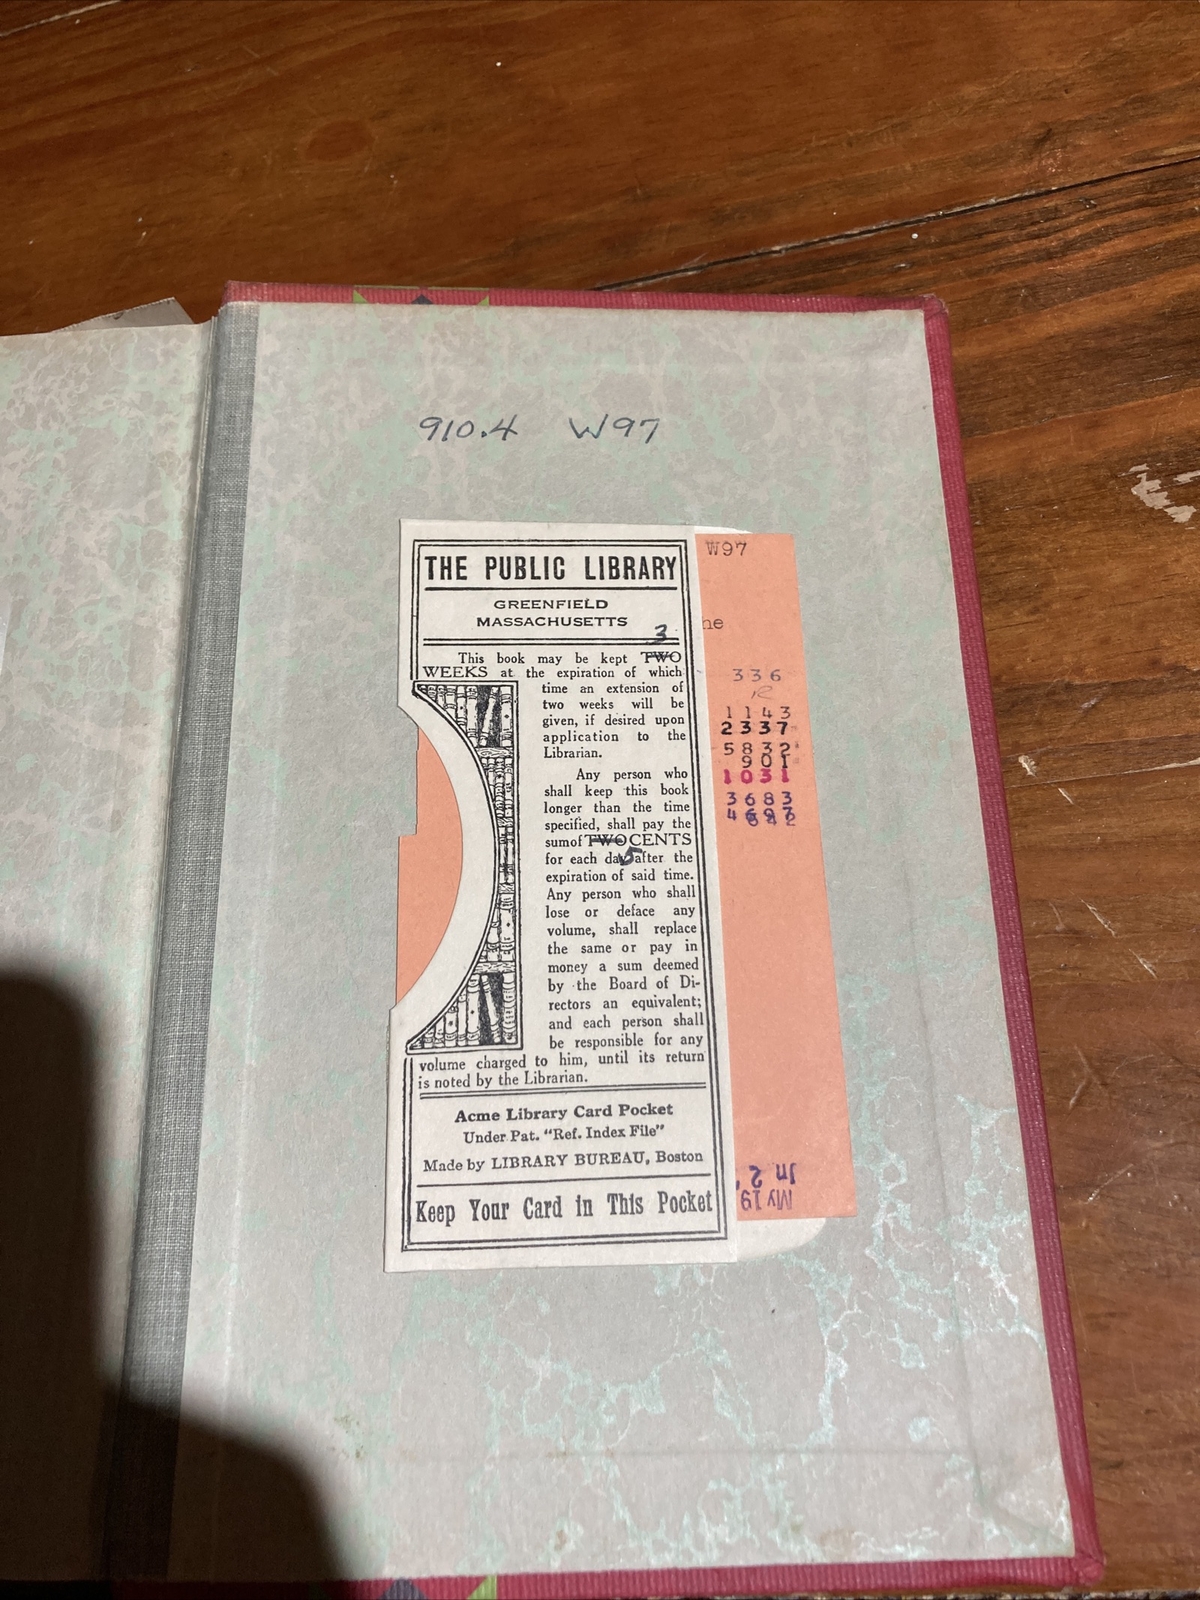 910.4 W97
THE PUBLIC LIBRARY
GREENFIELD
MASSACHUSETTS
3
This book may be kept TWO
WEEKS at the expiration of which
time an extension of
two weeks will be
given, if desired upon
application to the
Librarian.
Any person who
shall keep this book
longer than the time
specified, shall pay the
sum of TWO CENTS
5
for each day after the
expiration of said time.
Any person who shall
lose or deface any
volume, shall replace
the same or pay in
money a sum deemed
by the Board of Di-
rectors an equivalent;
and each person shall
be responsible for any
volume charged to him, until its return
is noted by the Librarian.
Acme Library Card Pocket
Under Pat. "Ref. Index File"
Made by LIBRARY BUREAU, Boston
Keep Your Card in This Pocket
W97
he
336
1143
2337
5832
901
1031
3683
Jn 2
My 19